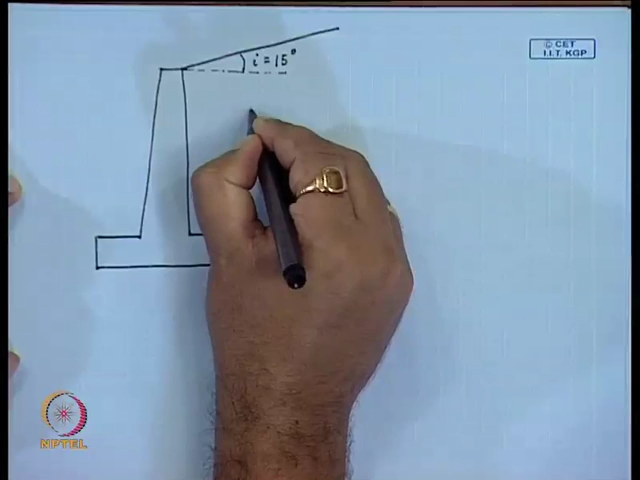 © CET
I.I.T. KGP
i = 15°
NPTEL